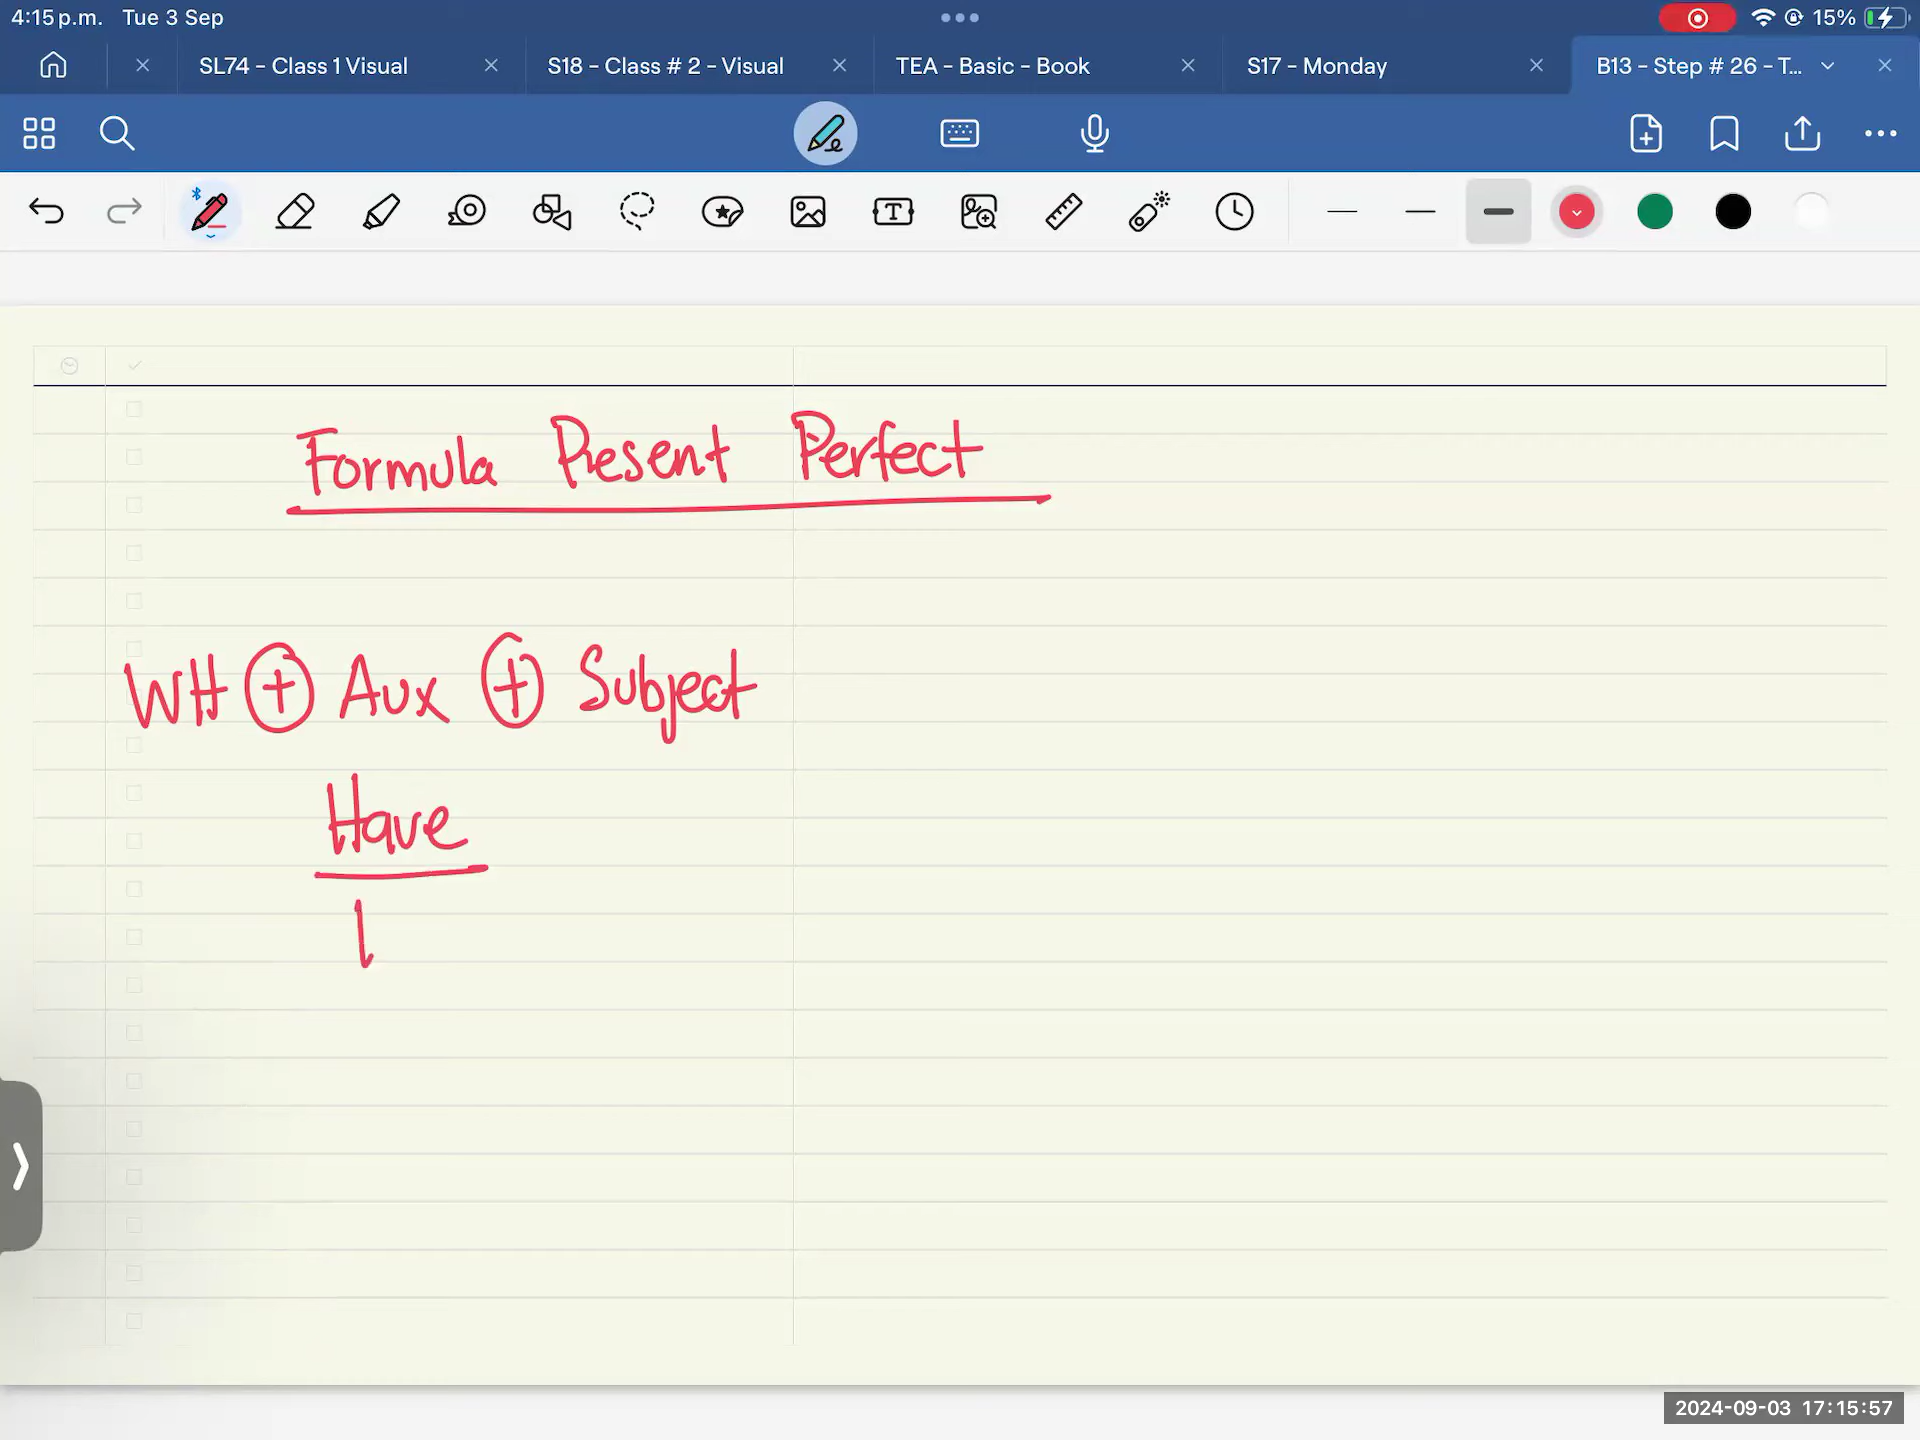 4:15 p.m. Tue 3 Sep 15%
SL74 - Class 1 Visual S18 - Class # 2 - Visual TEA - Basic - Book S17 - Monday B13 - Step # 26 - T...
Formula Present Perfect
WH + Aux + Subject
Have
I
2024-09-03 17:15:57